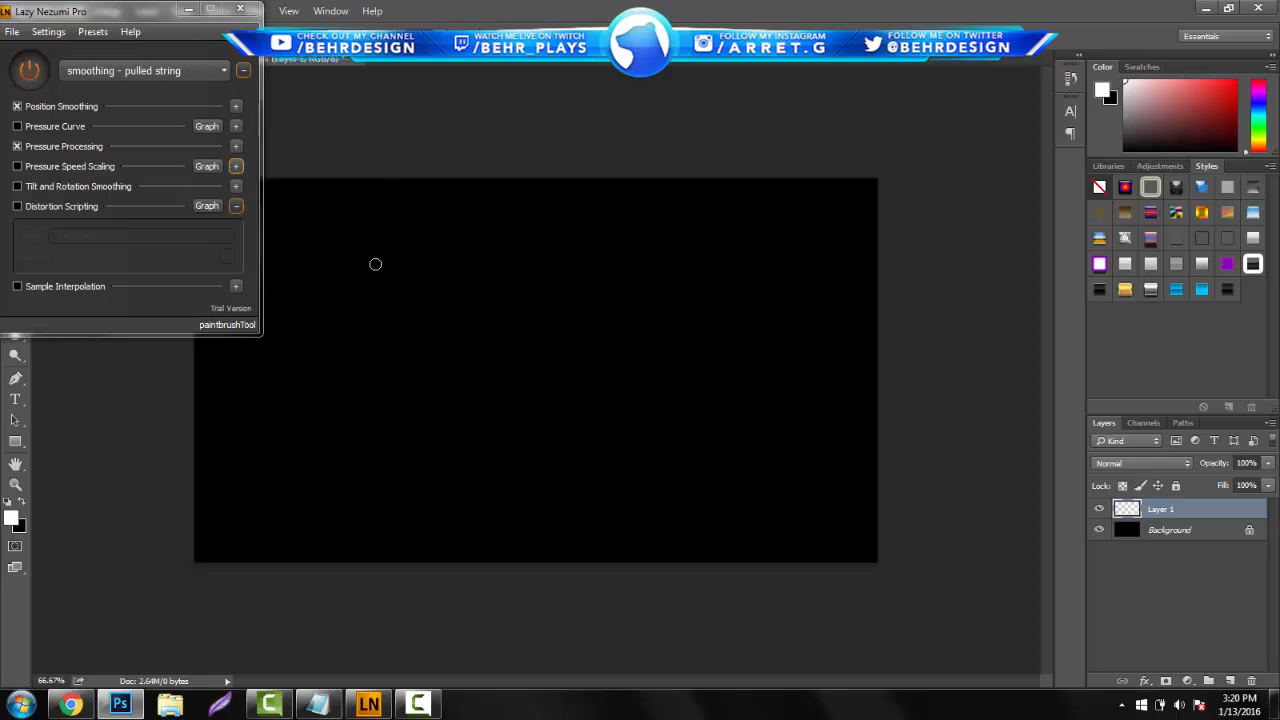 LN Lazy Nezumi Pro
View Window Help
CHECK OUT MY CHANNEL
/BEHRDESIGN
WATCH ME LIVE ON TWITCH
/BEHR_PLAYS
FOLLOW MY INSTAGRAM
/ARRET.G
FOLLOW ME ON TWITTER
@BEHRDESIGN
Essentials
File Settings Presets Help
smoothing - pulled string
Position Smoothing
Pressure Curve Graph
Pressure Processing
Pressure Speed Scaling Graph
Tilt and Rotation Smoothing
Distortion Scripting Graph
Sample Interpolation
Trial Version
paintbrushTool
Color Swatches
Libraries Adjustments Styles
Layers Channels Paths
Kind
Normal Opacity: 100%
Lock: Fill: 100%
Layer 1
Background
66.67% Doc: 2.64M/0 bytes
Ps LN
3:20 PM
1/13/2016